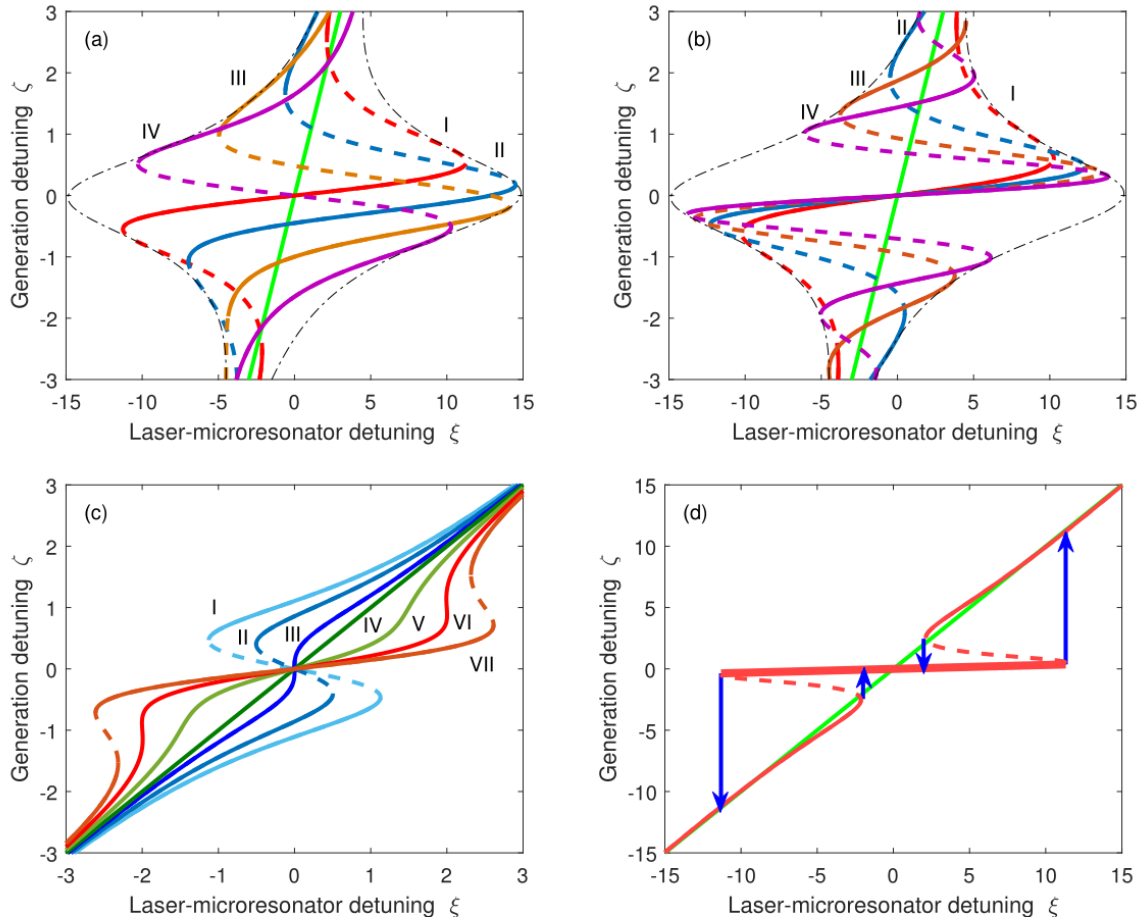 (a)
Generation detuning ζ
3
2
1
0
-1
-2
-3
III
IV
I
II
-15 -10 -5 0 5 10 15
Laser-microresonator detuning ξ
(b)
Generation detuning ζ
3
2
1
0
-1
-2
-3
II
III
IV
I
-15 -10 -5 0 5 10 15
Laser-microresonator detuning ξ
(c)
Generation detuning ζ
3
2
1
0
-1
-2
-3
I
II
III
IV
V
VI
VII
-3 -2 -1 0 1 2 3
Laser-microresonator detuning ξ
(d)
Generation detuning ζ
15
10
5
0
-5
-10
-15
-15 -10 -5 0 5 10 15
Laser-microresonator detuning ξ